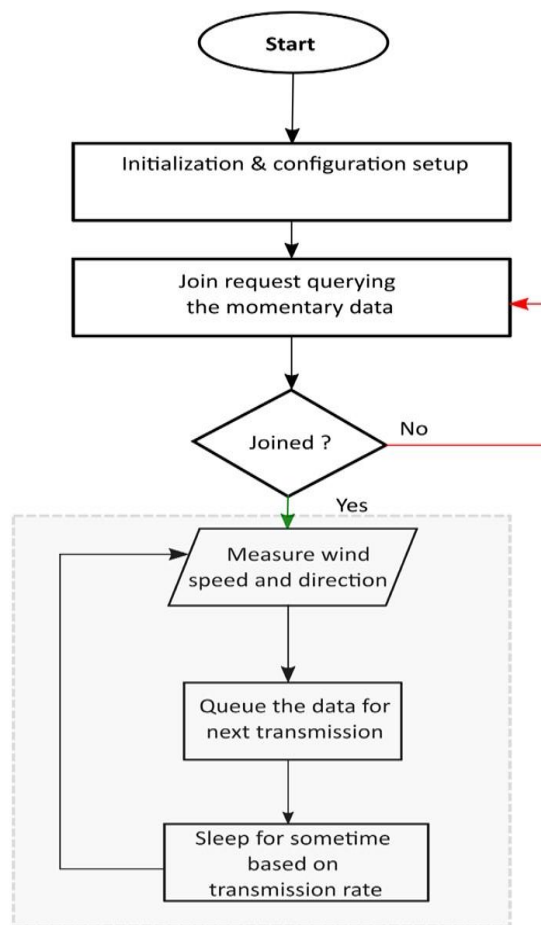 Start
Initialization & configuration setup
Join request querying
the momentary data
Joined ?
No
Yes
Measure wind
speed and direction
Queue the data for
next transmission
Sleep for sometime
based on
transmission rate